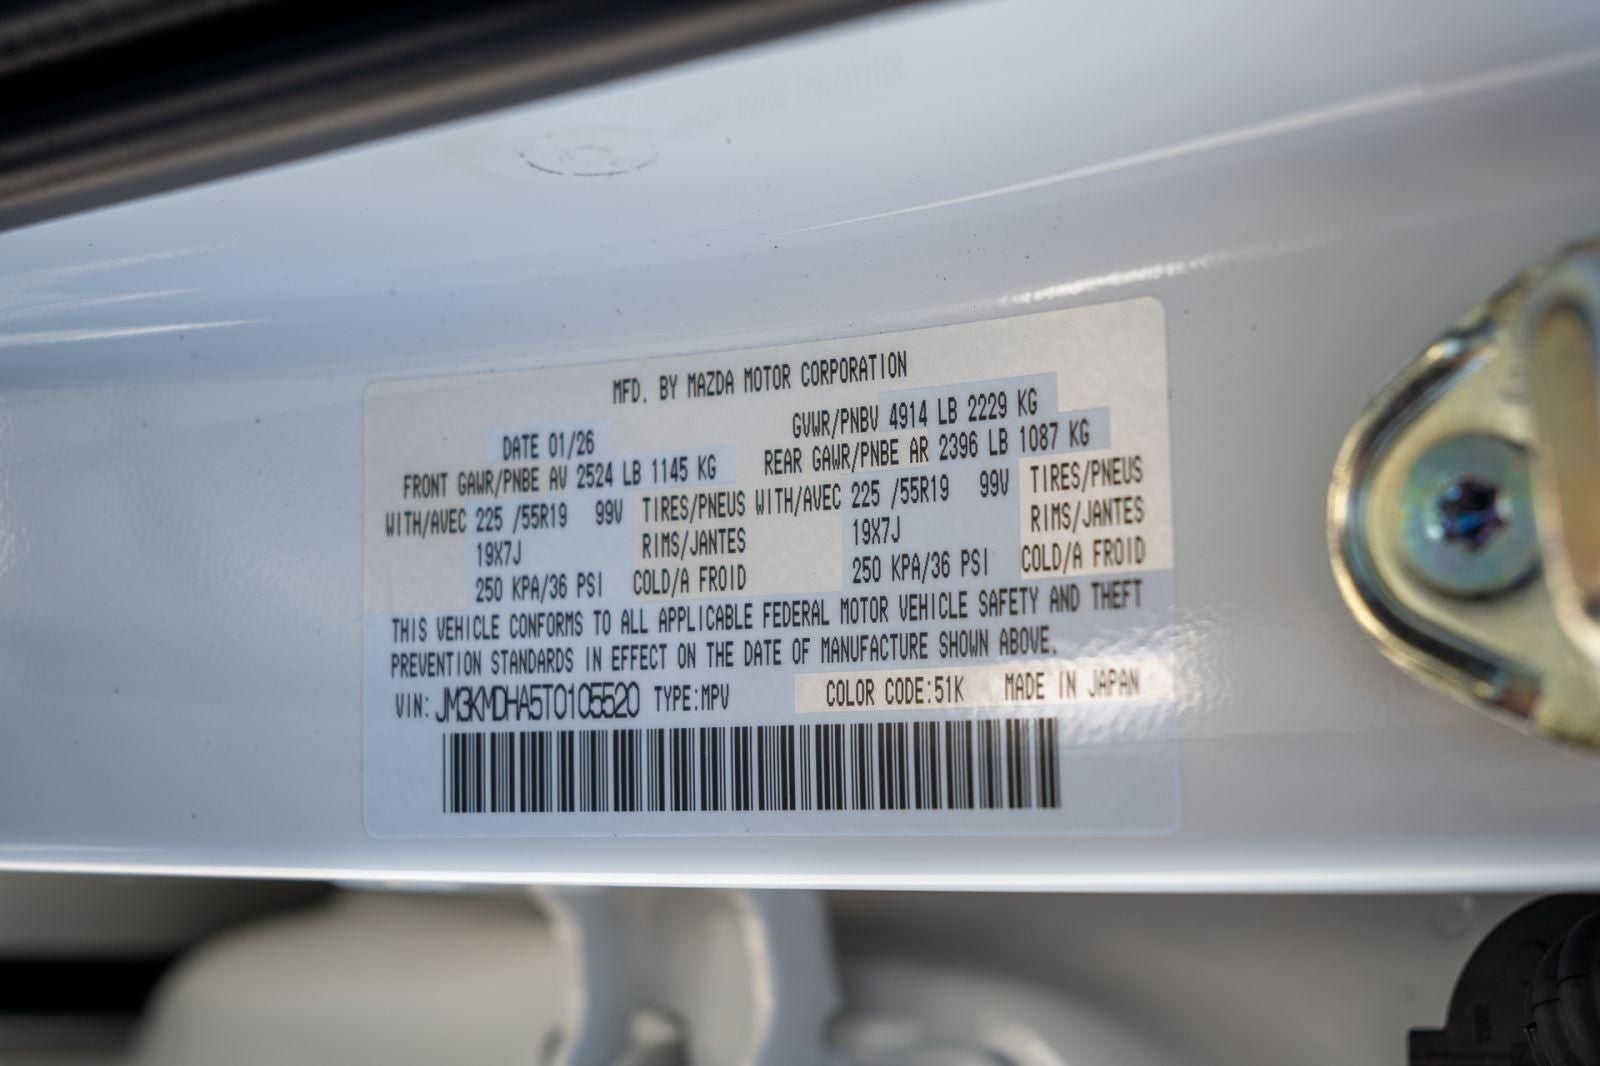 MFD. BY MAZDA MOTOR CORPORATION
DATE 01/26 GVWR/PNBV 4914 LB 2229 KG
FRONT GAWR/PNBE AV 2524 LB 1145 KG REAR GAWR/PNBE AR 2396 LB 1087 KG
WITH/AVEC 225 /55R19 99V TIRES/PNEUS WITH/AVEC 225 /55R19 99V TIRES/PNEUS
19X7J RIMS/JANTES 19X7J RIMS/JANTES
250 KPA/36 PSI COLD/A FROID 250 KPA/36 PSI COLD/A FROID
THIS VEHICLE CONFORMS TO ALL APPLICABLE FEDERAL MOTOR VEHICLE SAFETY AND THEFT
PREVENTION STANDARDS IN EFFECT ON THE DATE OF MANUFACTURE SHOWN ABOVE.
VIN: JM3KMDHA5T0105520 TYPE:MPV COLOR CODE:51K MADE IN JAPAN